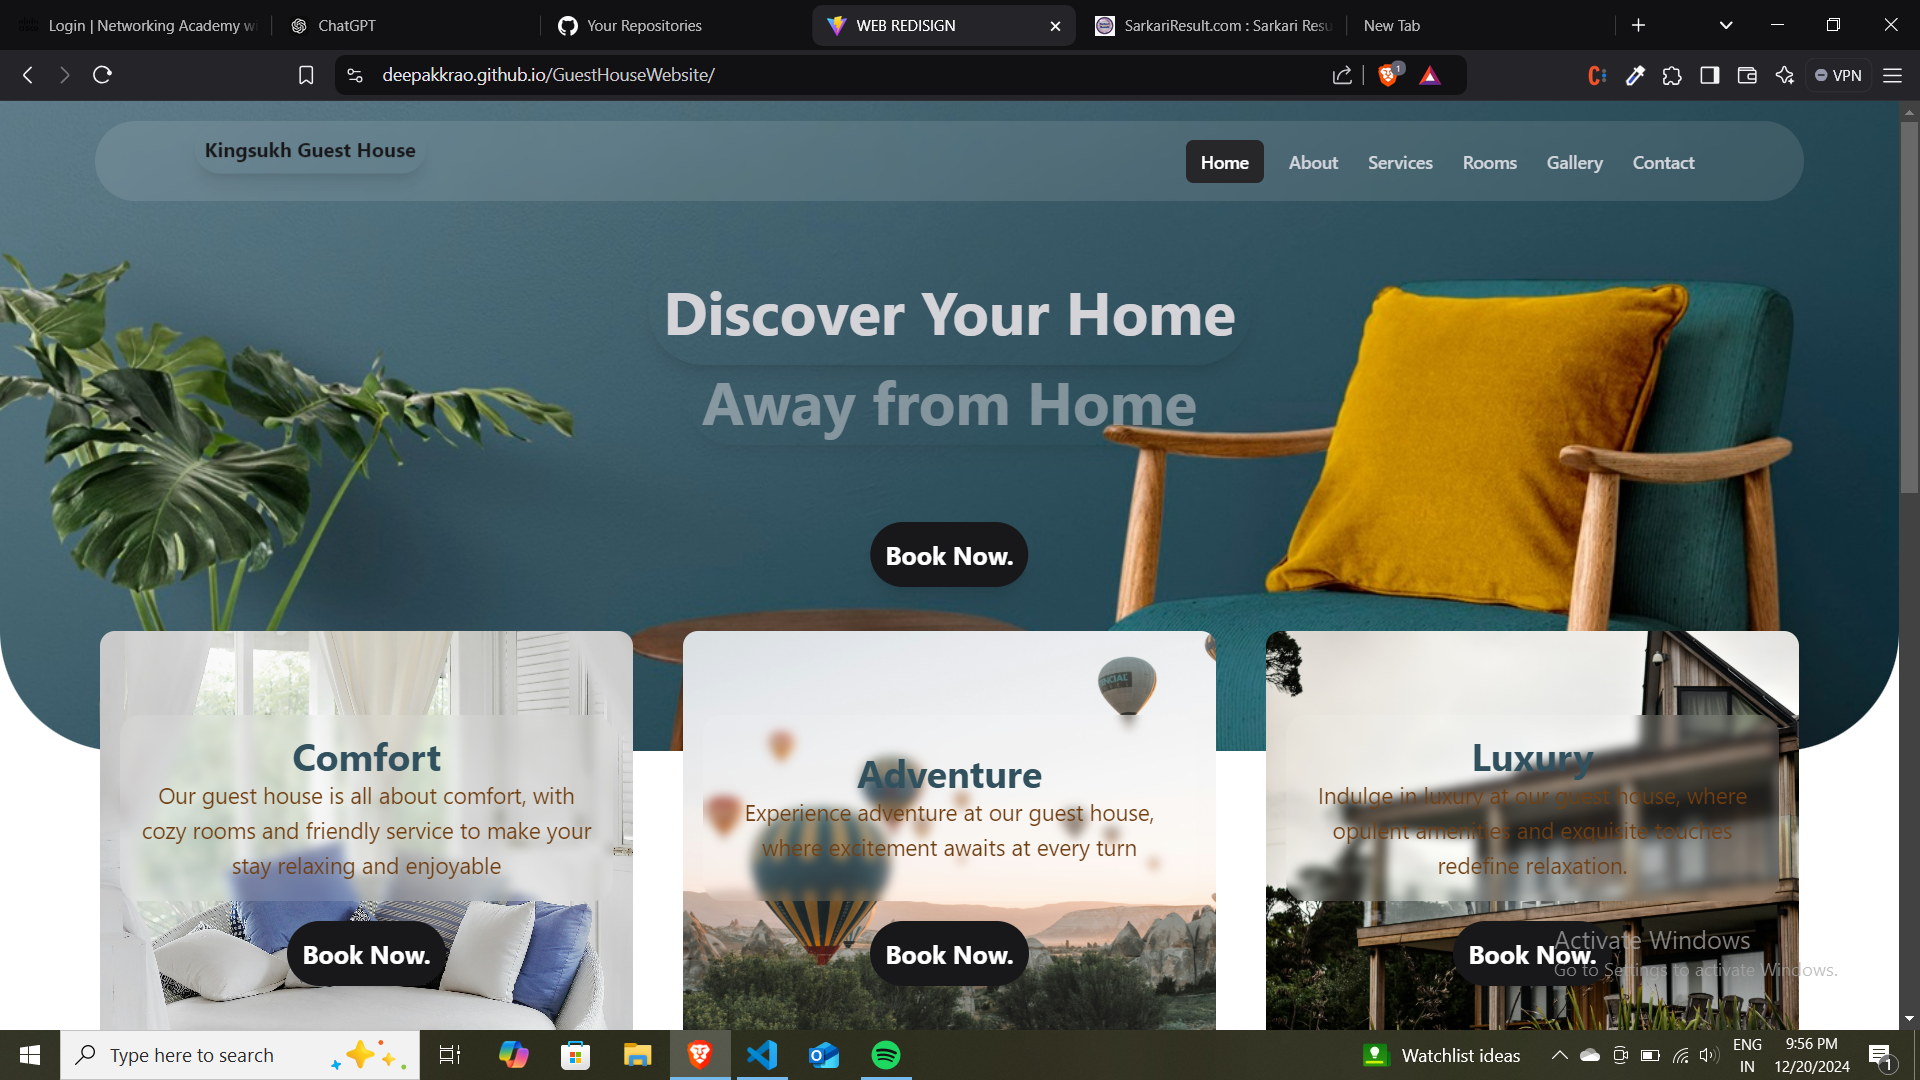 Login | Networking Academy wi
ChatGPT
Your Repositories
WEB REDISIGN
SarkariResult.com : Sarkari Resu
New Tab
deepakkrao.github.io/GuestHouseWebsite/
1
VPN
Kingsukh Guest House
Home
About
Services
Rooms
Gallery
Contact
Discover Your Home
Away from Home
Book Now.
Comfort
Our guest house is all about comfort, with
cozy rooms and friendly service to make your
stay relaxing and enjoyable
Book Now.
Adventure
Experience adventure at our guest house,
where excitement awaits at every turn
Book Now.
Luxury
Indulge in luxury at our guest house, where
opulent amenities and exquisite touches
redefine relaxation.
Book Now.
Activate Windows
Go to Settings to activate Windows.
Type here to search
Watchlist ideas
ENG
IN
9:56 PM
12/20/2024
1